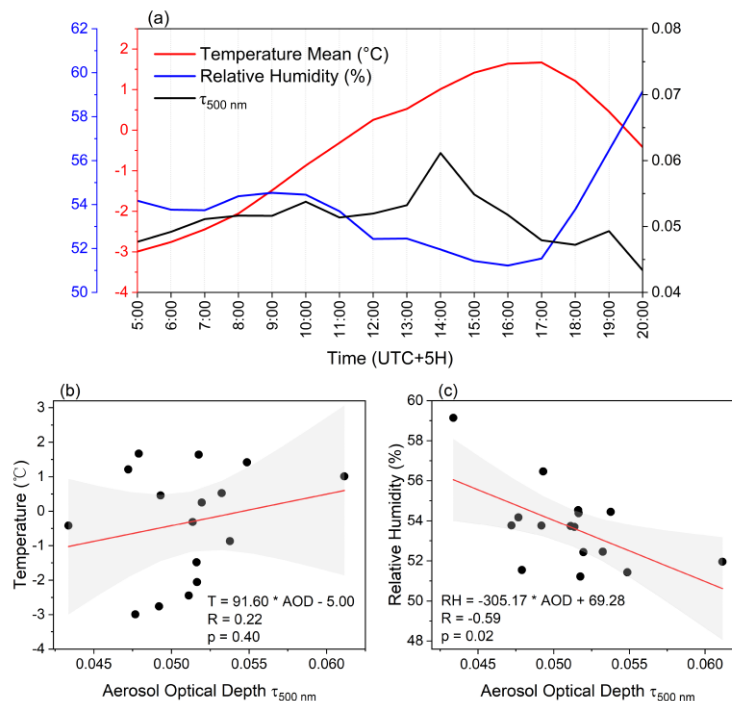 (a)
62
60
58
56
54
52
50
2
1
0
-1
-2
-3
-4
Temperature Mean (°C)
Relative Humidity (%)
τ500 nm
0.08
0.07
0.06
0.05
0.04
5:00
6:00
7:00
8:00
9:00
10:00
11:00
12:00
13:00
14:00
15:00
16:00
17:00
18:00
19:00
20:00
Time (UTC+5H)
(b)
Temperature (℃)
3
2
1
0
-1
-2
-3
-4
T = 91.60 * AOD - 5.00
R = 0.22
p = 0.40
0.045 0.050 0.055 0.060
Aerosol Optical Depth τ500 nm
(c)
Relative Humidity (%)
60
58
56
54
52
50
48
RH = -305.17 * AOD + 69.28
R = -0.59
p = 0.02
0.045 0.050 0.055 0.060
Aerosol Optical Depth τ500 nm